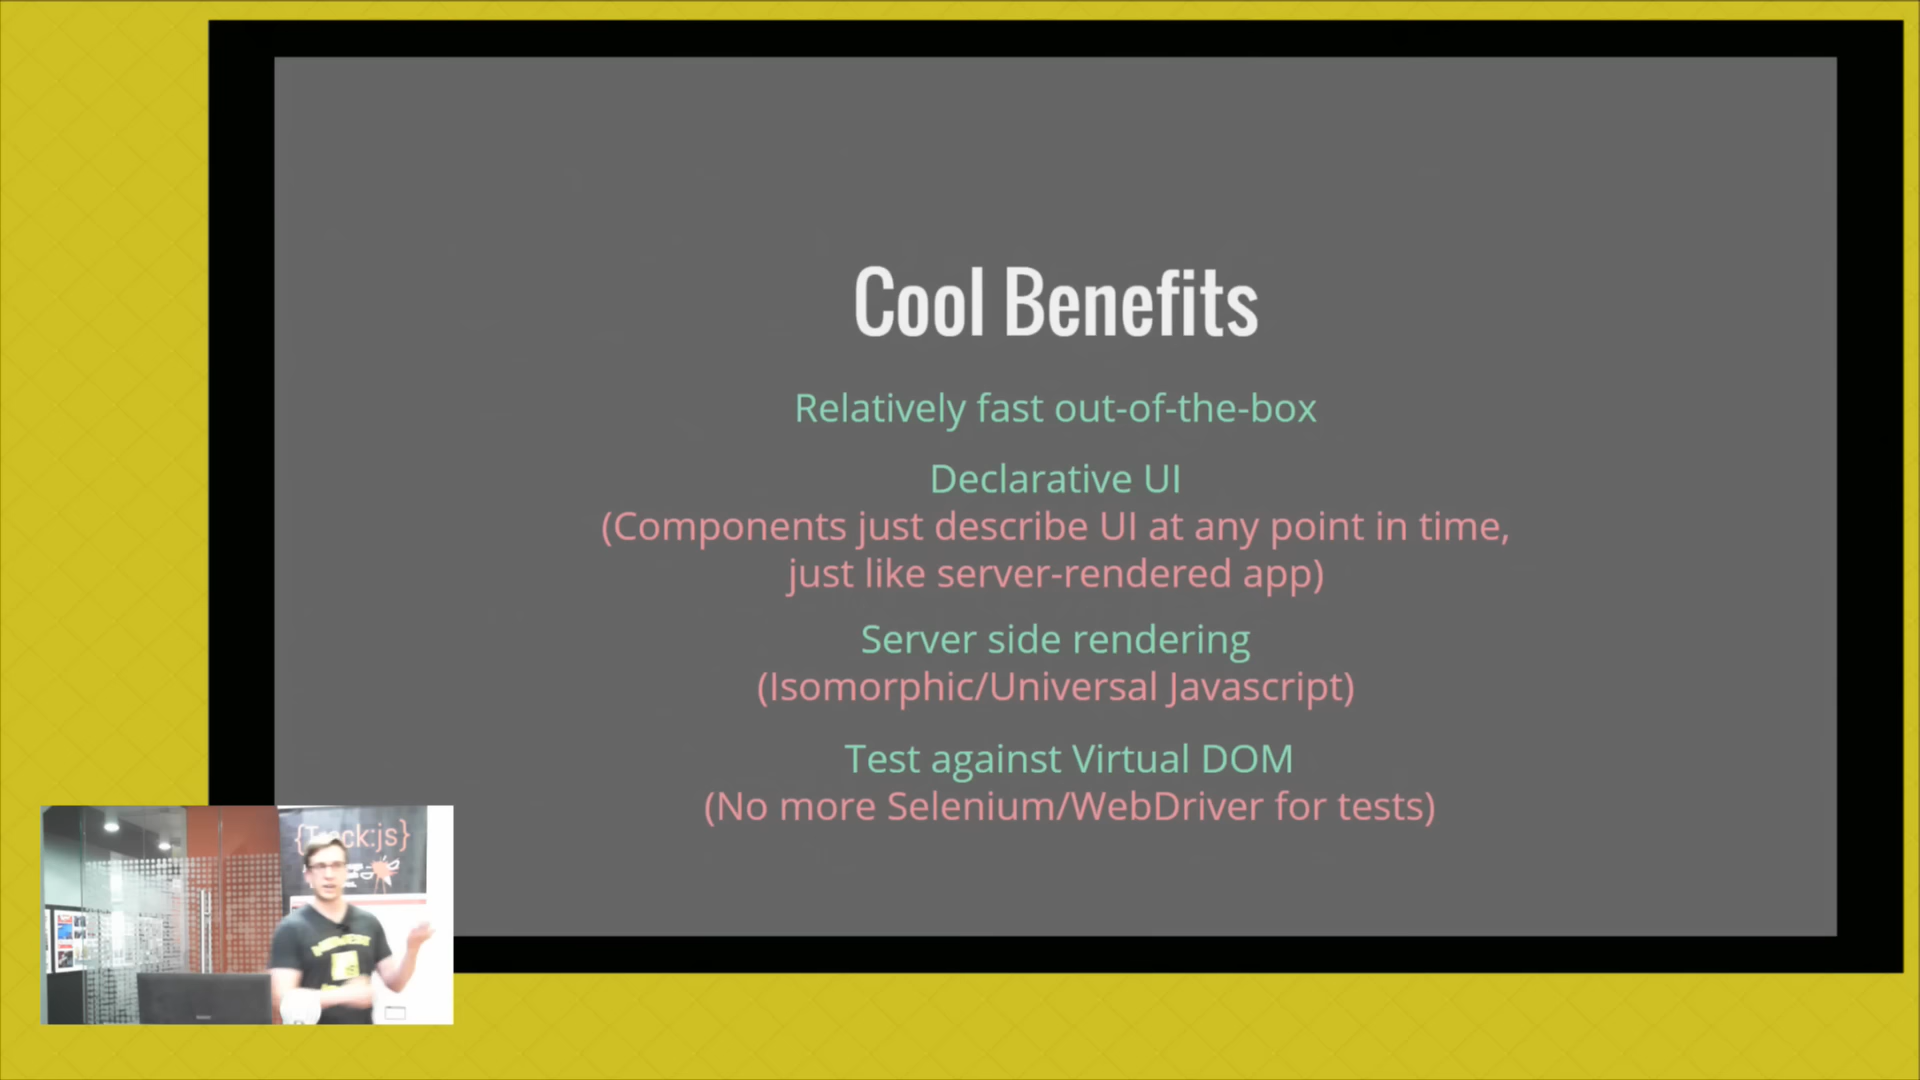 Cool Benefits
Relatively fast out-of-the-box
Declarative UI
(Components just describe UI at any point in time,
just like server-rendered app)
Server side rendering
(Isomorphic/Universal Javascript)
Test against Virtual DOM
(No more Selenium/WebDriver for tests)
{Track:js}